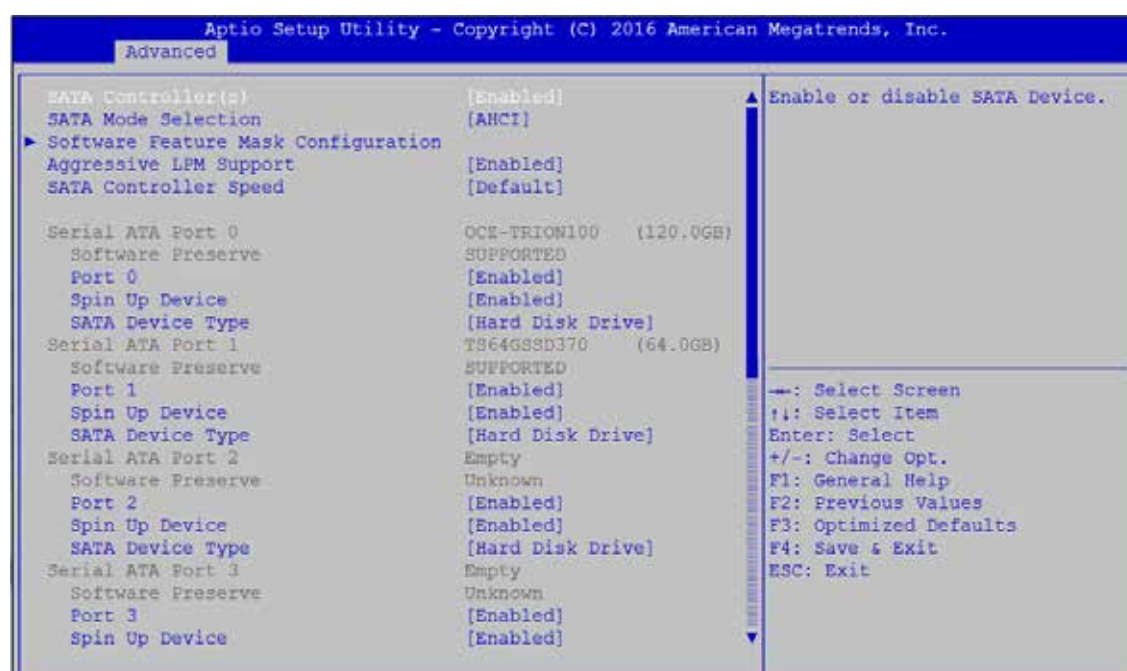 Aptio Setup Utility - Copyright (C) 2016 American Megatrends, Inc.
Advanced
SATA Controller(s) [Enabled]
SATA Mode Selection [AHCI]
► Software Feature Mask Configuration
Aggressive LPM Support [Enabled]
SATA Controller Speed [Default]
Serial ATA Port 0 OCZ-TRION100 (120.0GB)
Software Preserve SUPPORTED
Port 0 [Enabled]
Spin Up Device [Enabled]
SATA Device Type [Hard Disk Drive]
Serial ATA Port 1 TS64GSSD370 (64.0GB)
Software Preserve SUPPORTED
Port 1 [Enabled]
Spin Up Device [Enabled]
SATA Device Type [Hard Disk Drive]
Serial ATA Port 2 Empty
Software Preserve Unknown
Port 2 [Enabled]
Spin Up Device [Enabled]
SATA Device Type [Hard Disk Drive]
Serial ATA Port 3 Empty
Software Preserve Unknown
Port 3 [Enabled]
Spin Up Device [Enabled]
Enable or disable SATA Device.
→←: Select Screen
↑↓: Select Item
Enter: Select
+/-: Change Opt.
F1: General Help
F2: Previous Values
F3: Optimized Defaults
F4: Save & Exit
ESC: Exit